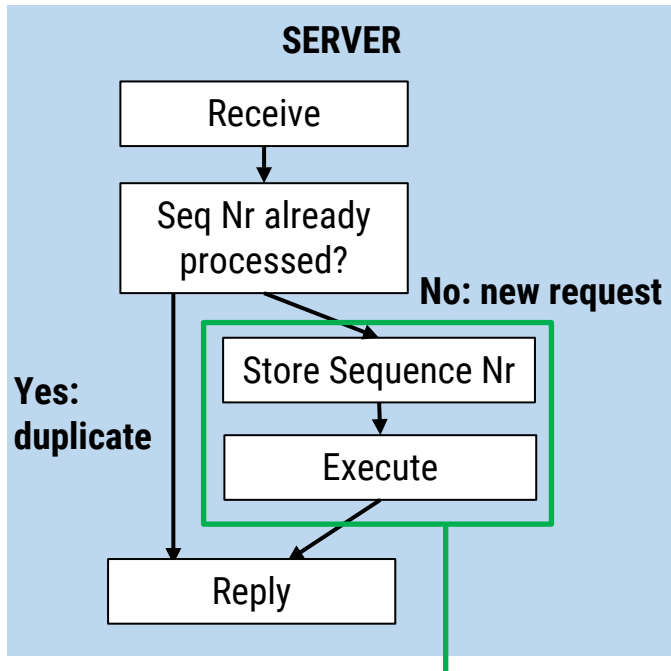 SERVER
Receive
Seq Nr already
processed?
No: new request
Store Sequence Nr
Yes:
duplicate
Execute
Reply